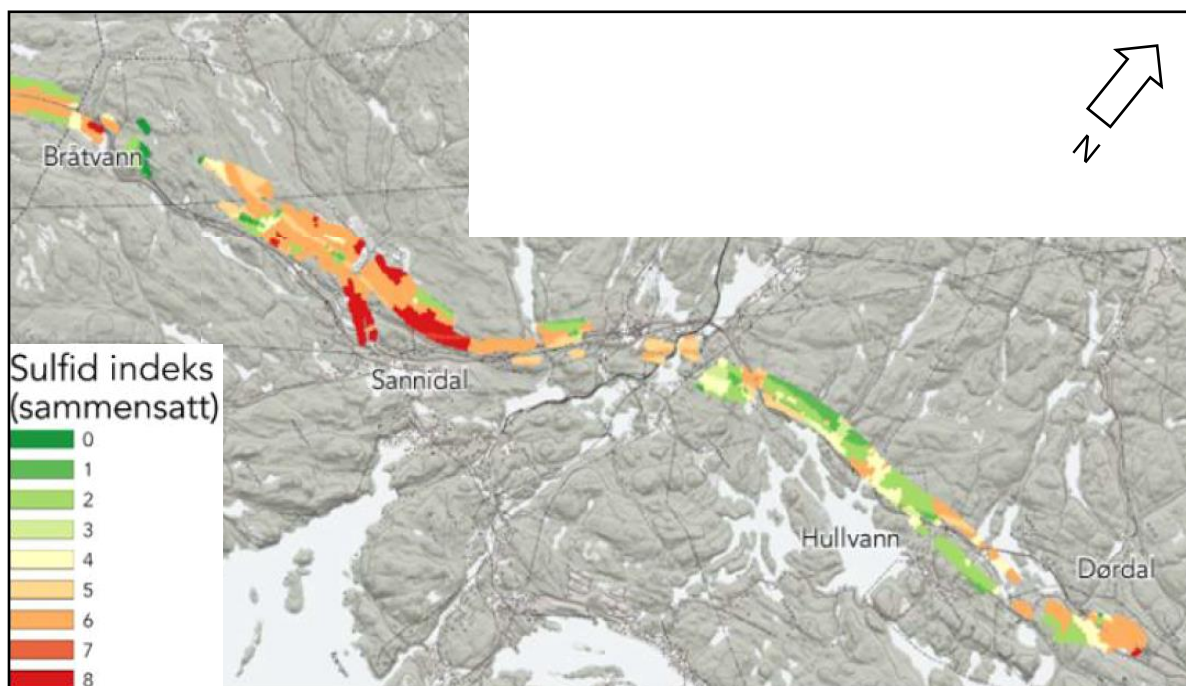 N
Bråtvann
Sannidal
Hullvann
Dørdal
Sulfid indeks
(sammensatt)
0
1
2
3
4
5
6
7
8